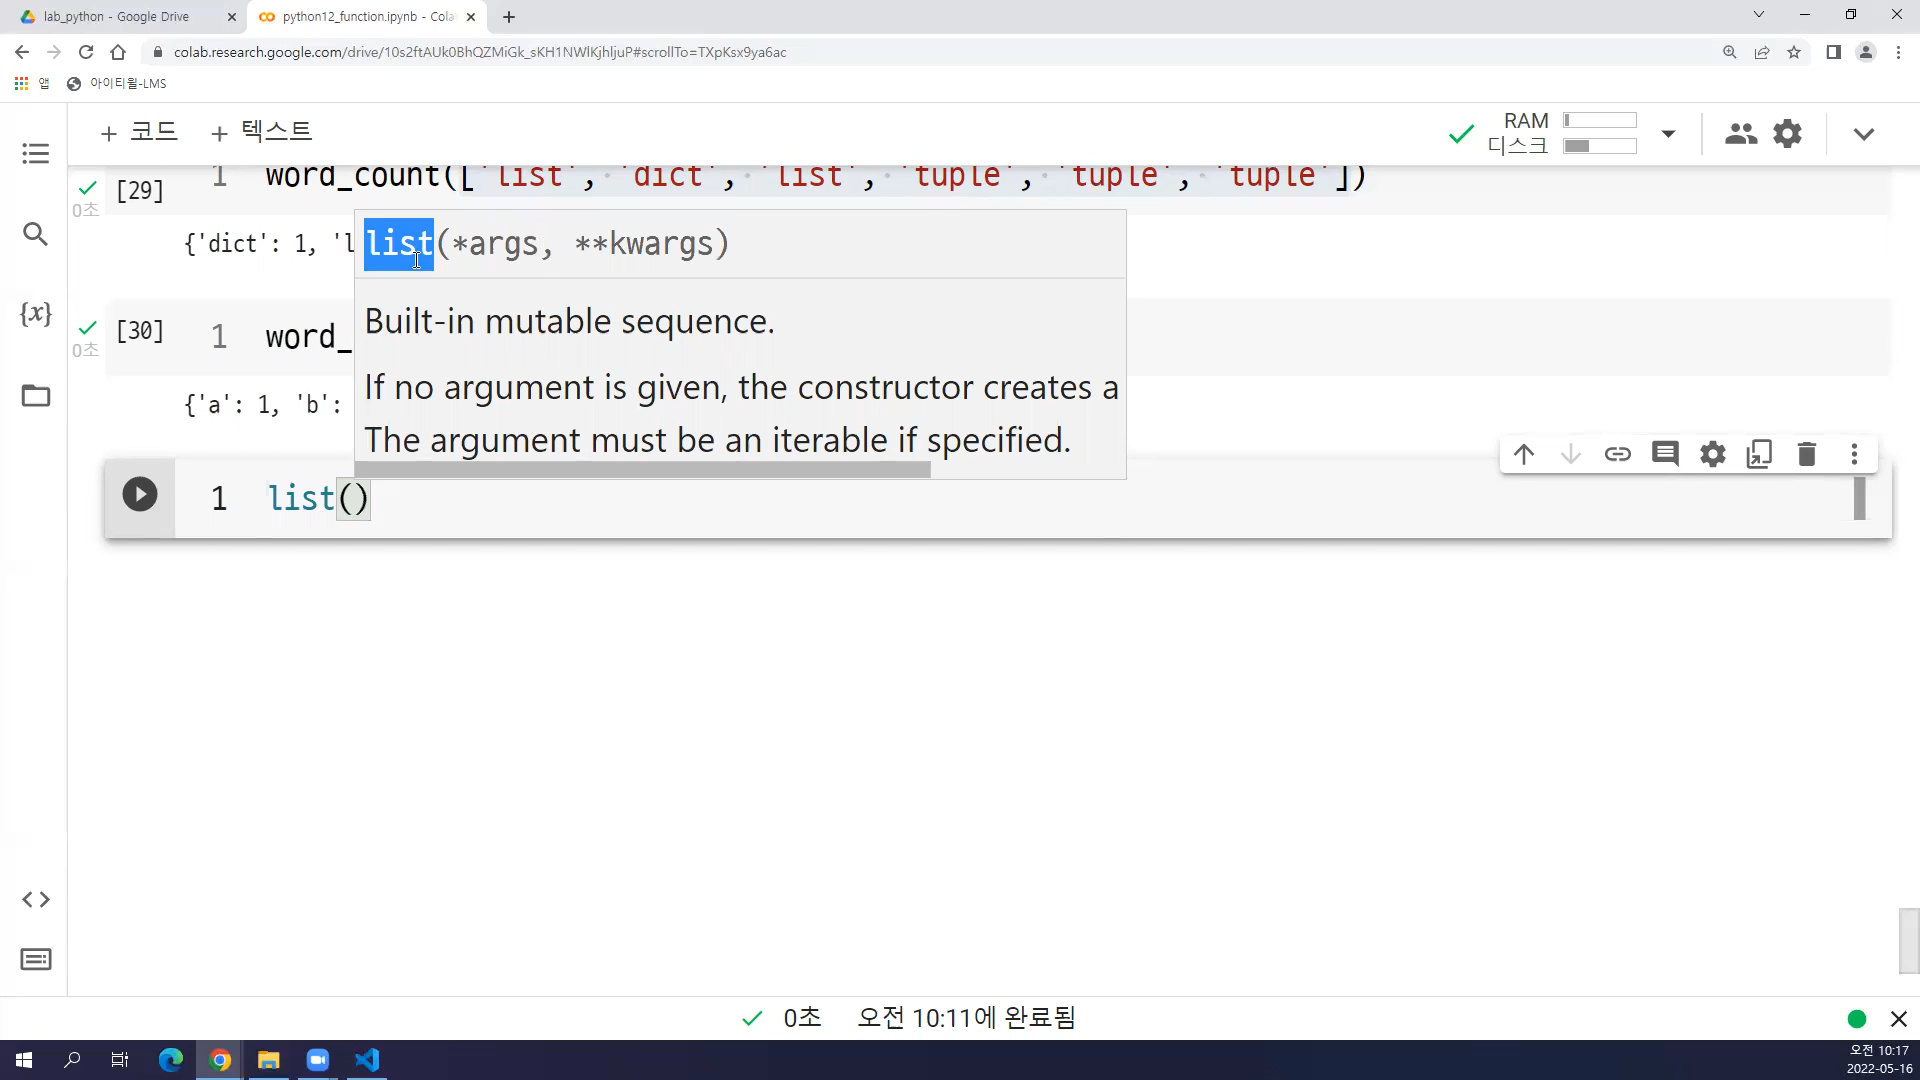 lab_python - Google Drive
python12_function.ipynb - Cola
colab.research.google.com/drive/10s2ftAUk0BhQZMiGk_sKH1NWlKjhljuP#scrollTo=TXpKsx9ya6ac
앱
아이티윌-LMS
+ 코드 + 텍스트
RAM
디스크
0초
[29] 1 word_count(['list', 'dict', 'list', 'tuple', 'tuple', 'tuple'])
{'dict': 1, 'l
list(*args, **kwargs)
Built-in mutable sequence.
If no argument is given, the constructor creates a
The argument must be an iterable if specified.
0초
[30] 1 word_
{'a': 1, 'b':
1 list()
0초 오전 10:11에 완료됨
오전 10:17
2022-05-16